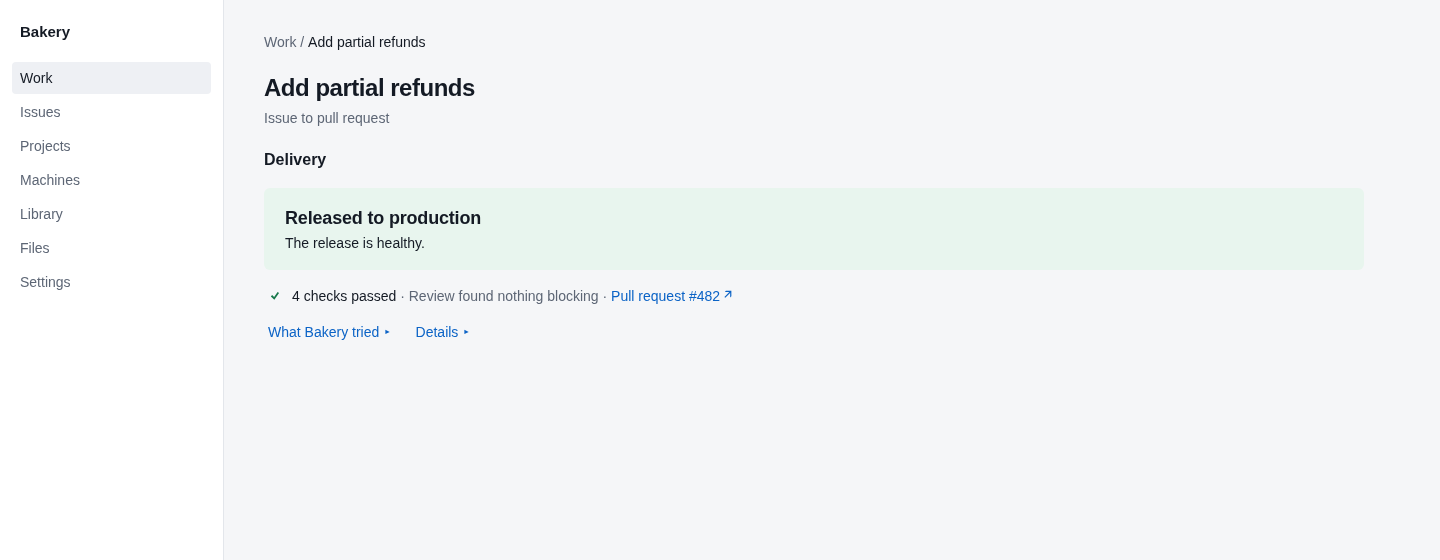 Bakery
Work
Issues
Projects
Machines
Library
Files
Settings
Work / Add partial refunds
Add partial refunds
Issue to pull request
Delivery
Released to production
The release is healthy.
4 checks passed · Review found nothing blocking · Pull request #482
What Bakery tried
Details